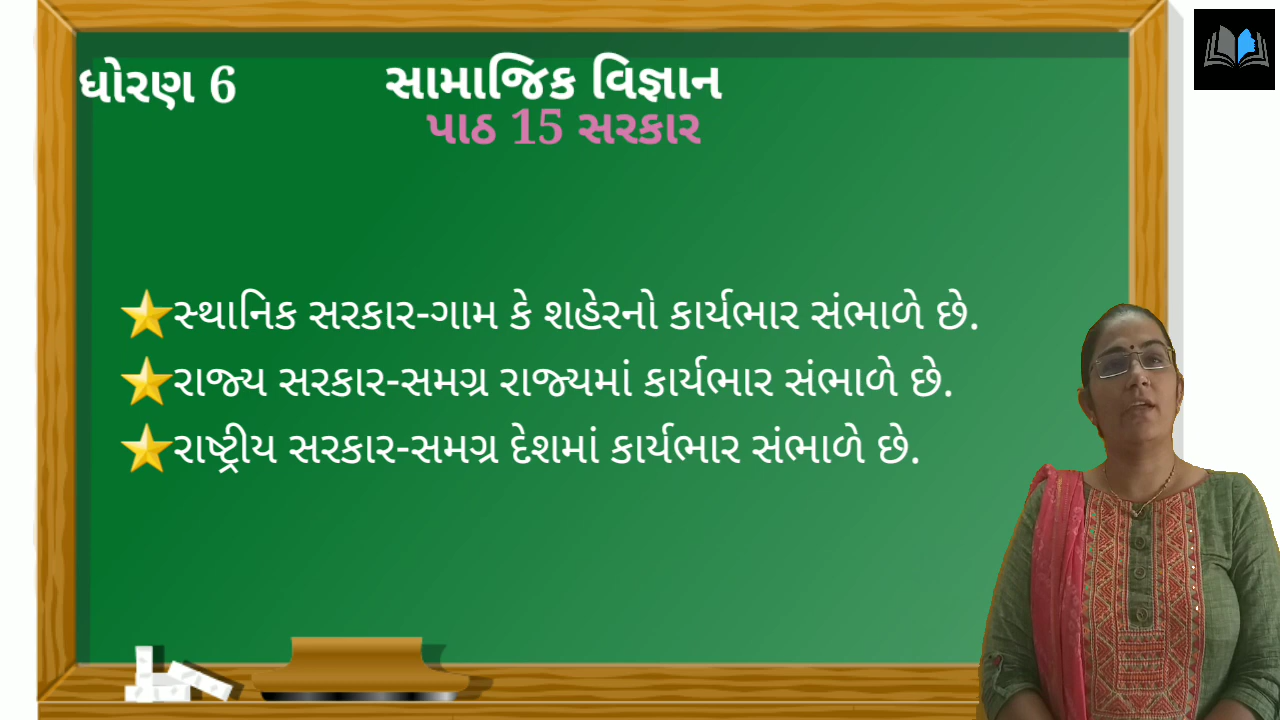 ધોરણ 6
સામાજિક વિજ્ઞાન
પાઠ 15 સરકાર
સ્થાનિક સરકાર-ગામ કે શહેરનો કાર્યભાર સંભાળે છે.
રાજ્ય સરકાર-સમગ્ર રાજ્યમાં કાર્યભાર સંભાળે છે.
રાષ્ટ્રીય સરકાર-સમગ્ર દેશમાં કાર્યભાર સંભાળે છે.